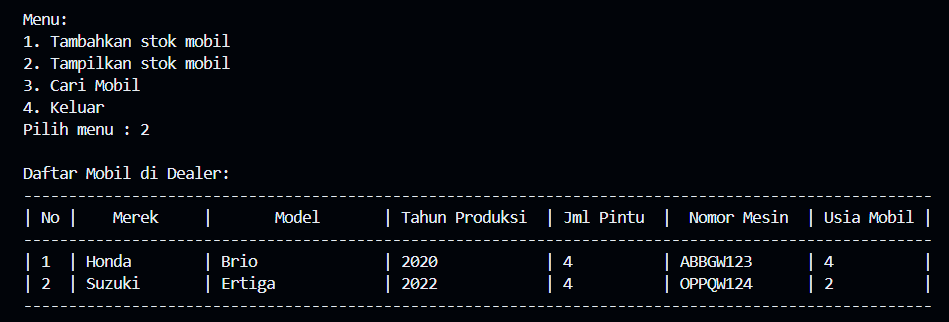 Menu:
1. Tambahkan stok mobil
2. Tampilkan stok mobil
3. Cari Mobil
4. Keluar
Pilih menu : 2
Daftar Mobil di Dealer:
-----------------------------------------------------------------------------------------------------
| No |    Merek     |       Model       | Tahun Produksi  | Jml Pintu  |  Nomor Mesin  | Usia Mobil |
-----------------------------------------------------------------------------------------------------
| 1  | Honda        | Brio              | 2020            | 4          | ABBGW123      | 4          |
| 2  | Suzuki       | Ertiga            | 2022            | 4          | OPPQW124      | 2          |
-----------------------------------------------------------------------------------------------------